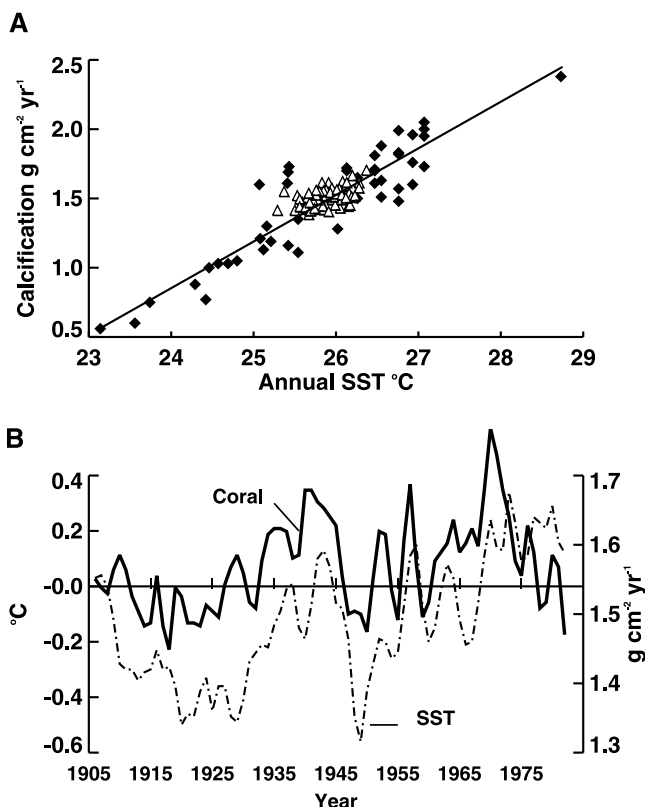 A
Calcification g cm-2 yr-1
2.5
2.0
1.5
1.0
0.5
23 24 25 26 27 28 29
Annual SST °C
B
°C
0.4
0.2
-0.0
-0.2
-0.4
-0.6
Coral
SST
1.7
1.6
1.5
1.4
1.3
g cm-2 yr-1
1905 1915 1925 1935 1945 1955 1965 1975
Year